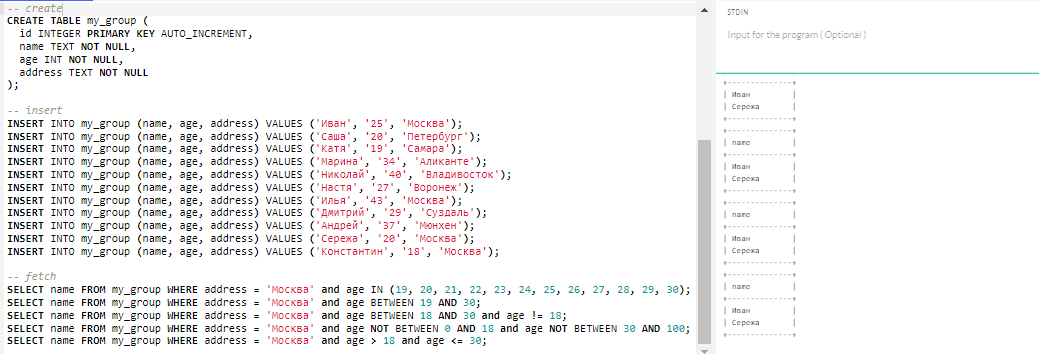 -- create
CREATE TABLE my_group (
id INTEGER PRIMARY KEY AUTO_INCREMENT,
name TEXT NOT NULL,
age INT NOT NULL,
address TEXT NOT NULL
);
-- insert
INSERT INTO my_group (name, age, address) VALUES ('Иван', '25', 'Москва');
INSERT INTO my_group (name, age, address) VALUES ('Саша', '20', 'Петербург');
INSERT INTO my_group (name, age, address) VALUES ('Катя', '19', 'Самара');
INSERT INTO my_group (name, age, address) VALUES ('Марина', '34', 'Аликанте');
INSERT INTO my_group (name, age, address) VALUES ('Николай', '40', 'Владивосток');
INSERT INTO my_group (name, age, address) VALUES ('Настя', '27', 'Воронеж');
INSERT INTO my_group (name, age, address) VALUES ('Илья', '43', 'Москва');
INSERT INTO my_group (name, age, address) VALUES ('Дмитрий', '29', 'Суздаль');
INSERT INTO my_group (name, age, address) VALUES ('Андрей', '37', 'Мюнхен');
INSERT INTO my_group (name, age, address) VALUES ('Сережа', '20', 'Москва');
INSERT INTO my_group (name, age, address) VALUES ('Константин', '18', 'Москва');
-- fetch
SELECT name FROM my_group WHERE address = 'Москва' and age IN (19, 20, 21, 22, 23, 24, 25, 26, 27, 28, 29, 30);
SELECT name FROM my_group WHERE address = 'Москва' and age BETWEEN 19 AND 30;
SELECT name FROM my_group WHERE address = 'Москва' and age BETWEEN 18 AND 30 and age != 18;
SELECT name FROM my_group WHERE address = 'Москва' and age NOT BETWEEN 0 AND 18 and age NOT BETWEEN 30 AND 100;
SELECT name FROM my_group WHERE address = 'Москва' and age > 18 and age <= 30;
STDIN
Input for the program ( Optional )
+--------------+
| Иван |
| Сережа |
+--------------+
+--------------+
| name |
+--------------+
| Иван |
| Сережа |
+--------------+
+--------------+
| name |
+--------------+
| Иван |
| Сережа |
+--------------+
+--------------+
| name |
+--------------+
| Иван |
| Сережа |
+--------------+